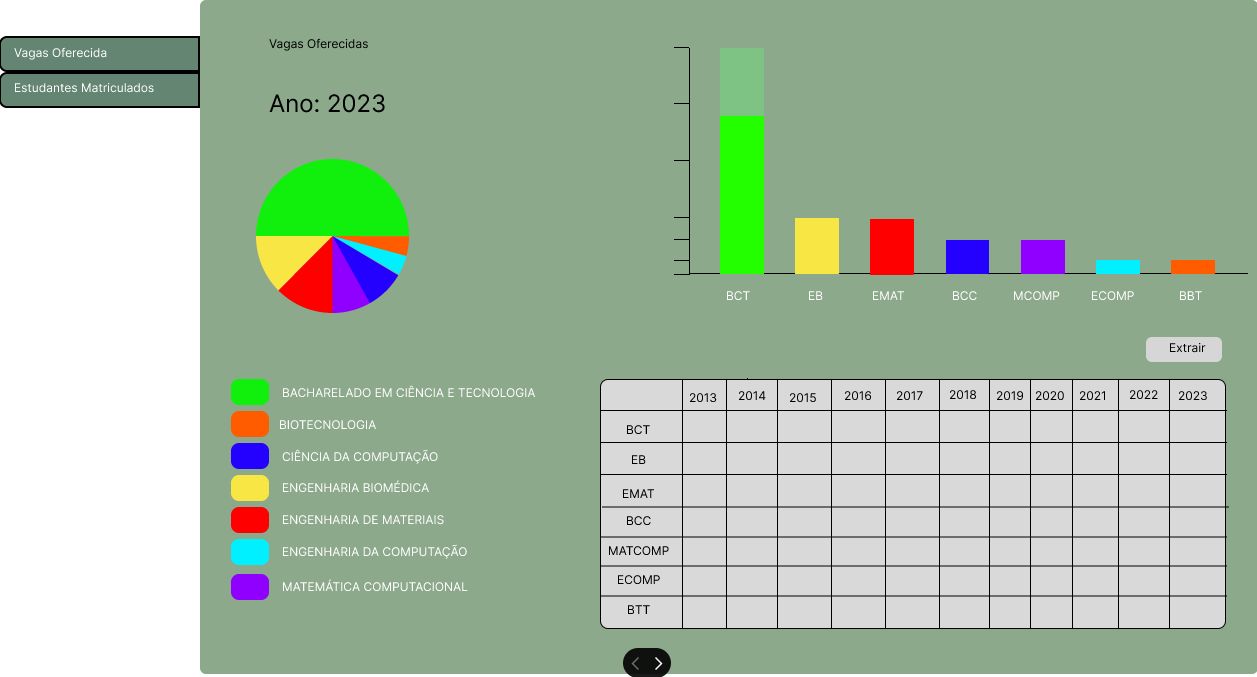 Vagas Oferecida
Estudantes Matriculados
Vagas Oferecidas
Ano: 2023
BCT EB EMAT BCC MCOMP ECOMP BBT
Extrair
BACHARELADO EM CIÊNCIA E TECNOLOGIA
BIOTECNOLOGIA
CIÊNCIA DA COMPUTAÇÃO
ENGENHARIA BIOMÉDICA
ENGENHARIA DE MATERIAIS
ENGENHARIA DA COMPUTAÇÃO
MATEMÁTICA COMPUTACIONAL
2013 2014 2015 2016 2017 2018 2019 2020 2021 2022 2023
BCT
EB
EMAT
BCC
MATCOMP
ECOMP
BTT